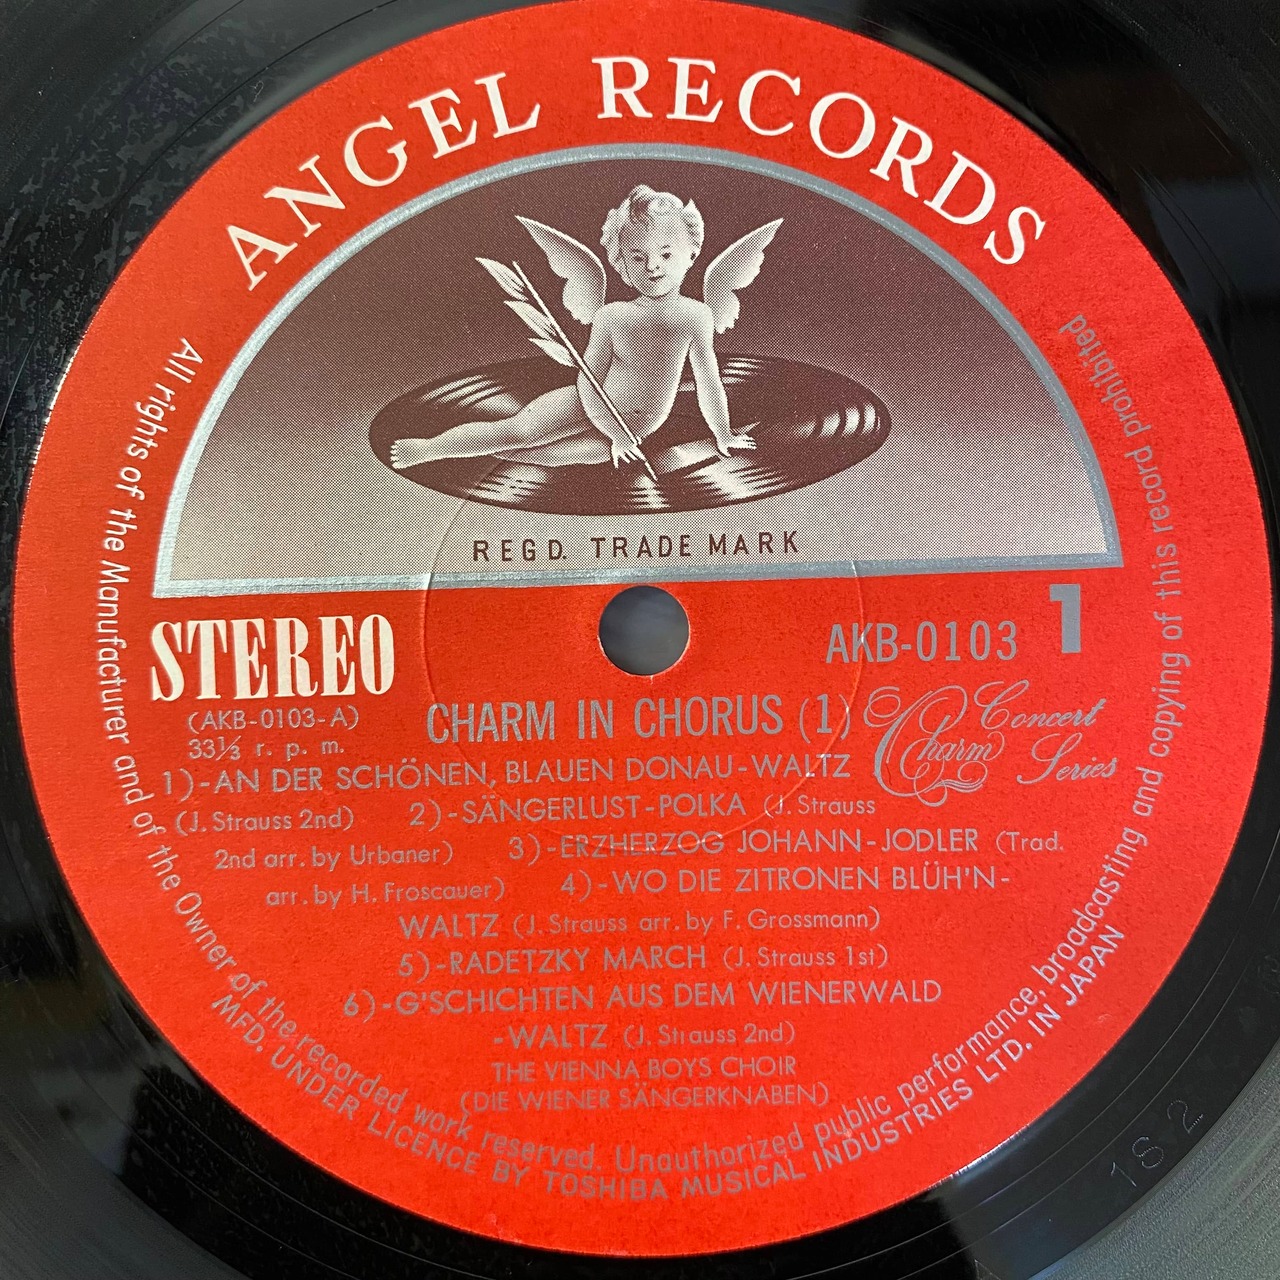 ANGEL RECORDS
REGD. TRADE MARK
STEREO
AKB-0103 1
(AKB-0103-A)
33⅓ r. p. m.
CHARM IN CHORUS (1)
Concert
Charm
Series
1)-AN DER SCHÖNEN, BLAUEN DONAU-WALTZ
(J. Strauss 2nd) 2)-SÄNGERLUST-POLKA (J. Strauss
2nd arr. by Urbaner) 3)-ERZHERZOG JOHANN-JODLER (Trad.
arr. by H. Froscauer) 4)-WO DIE ZITRONEN BLÜH'N-
WALTZ (J. Strauss arr. by F. Grossmann)
5)-RADETZKY MARCH (J. Strauss 1st)
6)-G'SCHICHTEN AUS DEM WIENERWALD
-WALTZ (J. Strauss 2nd)
THE VIENNA BOYS CHOIR
(DIE WIENER SÄNGERKNABEN)
All rights of the Manufacturer and of the Owner of the recorded work reserved. Unauthorized public performance, broadcasting and copying of this record prohibited
MFD. UNDER LICENCE BY TOSHIBA MUSICAL INDUSTRIES LTD. IN JAPAN
1S 2